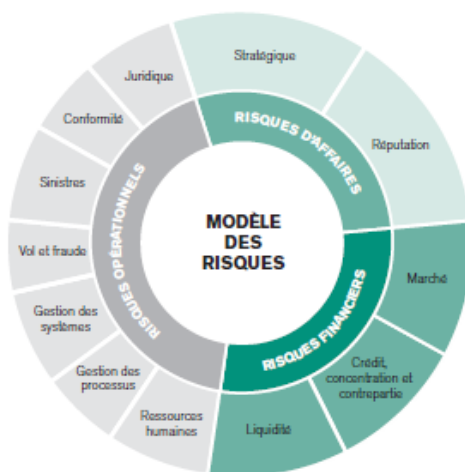 MODÈLE
DES
RISQUES
RISQUES D'AFFAIRES
Stratégique
Réputation
RISQUES FINANCIERS
Marché
Crédit,
concentration et
contrepartie
Liquidité
RISQUES OPÉRATIONNELS
Ressources
humaines
Gestion des
processus
Gestion des
systèmes
Vol et fraude
Sinistres
Conformité
Juridique